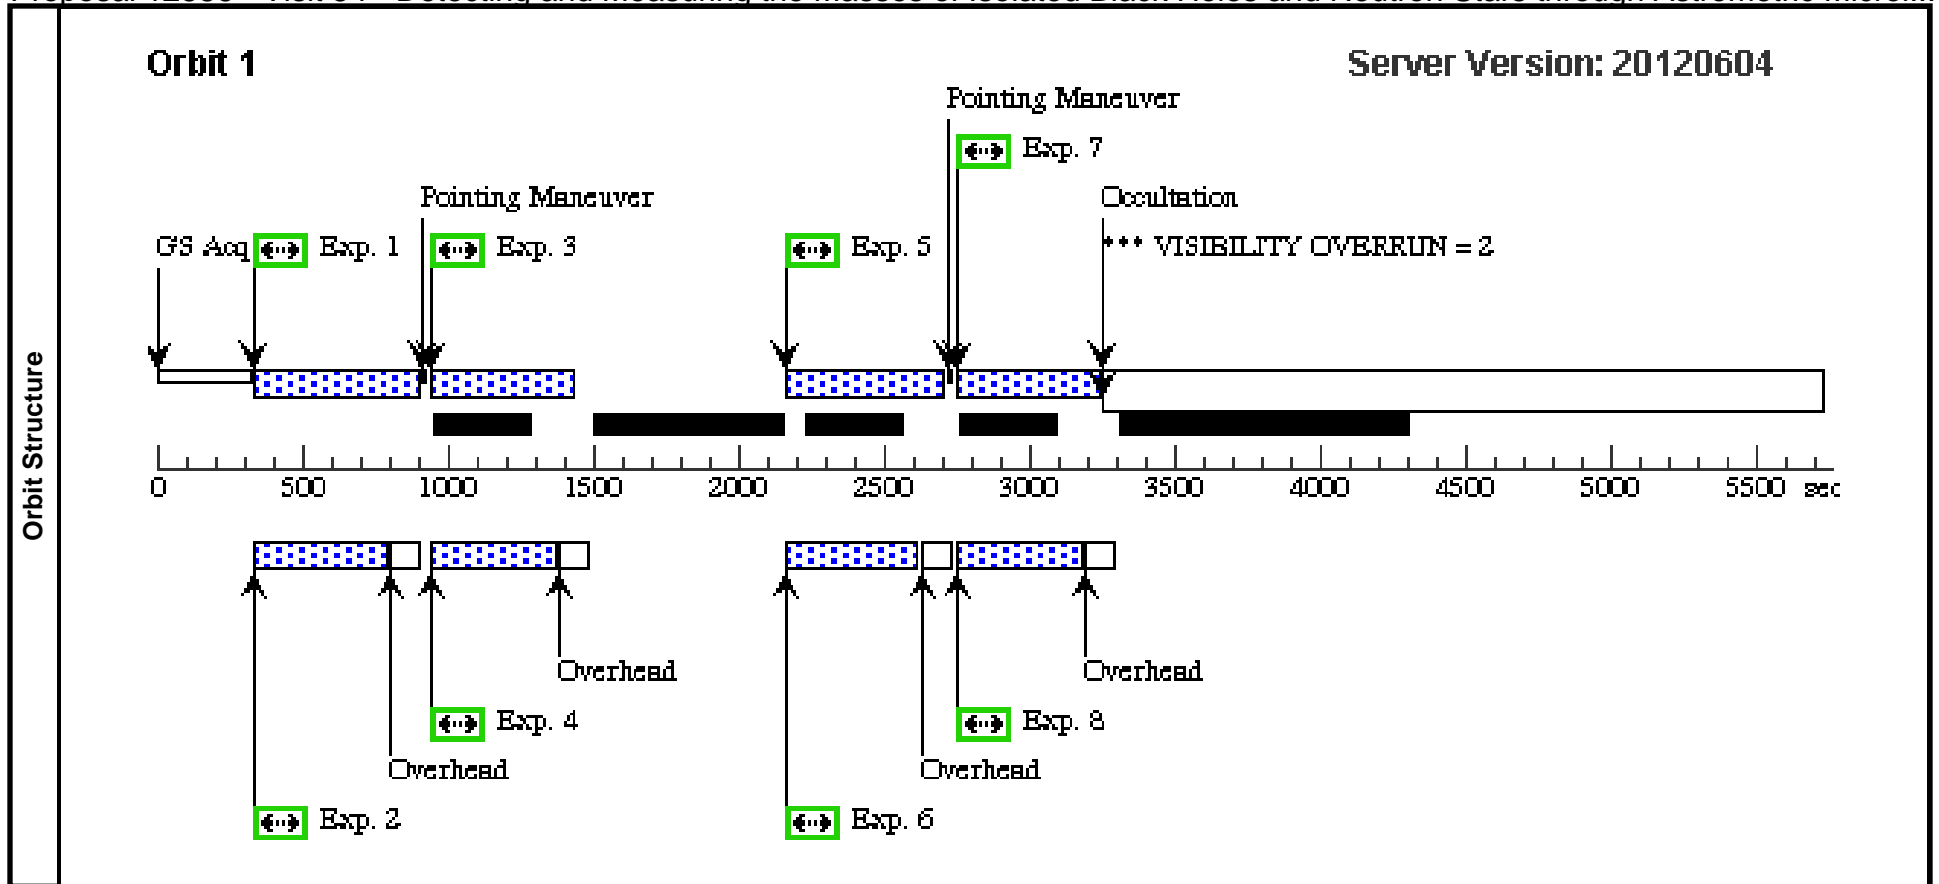 Orbit 1
Server Version: 20120604
Pointing Maneuver
Exp. 7
Pointing Maneuver
Occultation
GS Acq
Exp. 1
Exp. 3
Exp. 5
*** VISIBILITY OVERRUN = 2
Orbit Structure
0 500 1000 1500 2000 2500 3000 3500 4000 4500 5000 5500 sec
Overhead
Overhead
Exp. 4
Exp. 8
Overhead
Overhead
Exp. 2
Exp. 6